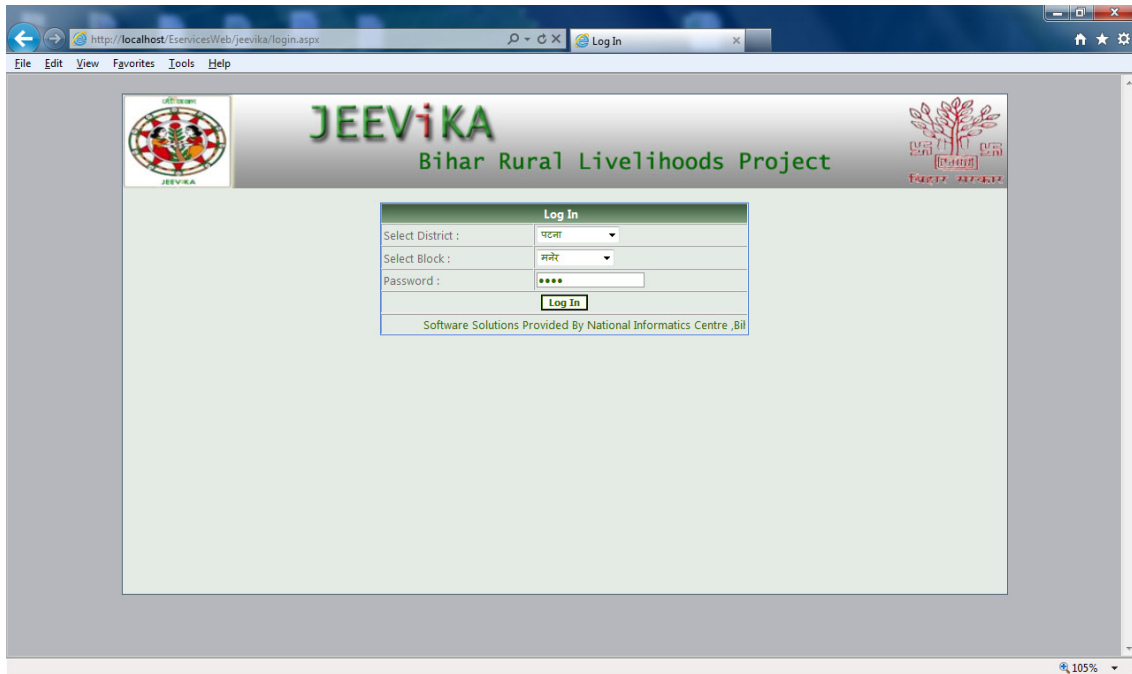 http://localhost/EservicesWeb/jeevika/login.aspx
Log In
File Edit View Favorites Tools Help
JEEViKA
JEEViKA
Bihar Rural Livelihoods Project
बिहार सरकार
Log In
Select District : पटना
Select Block : मनेर
Password : ••••
Log In
Software Solutions Provided By National Informatics Centre ,Bih
105%